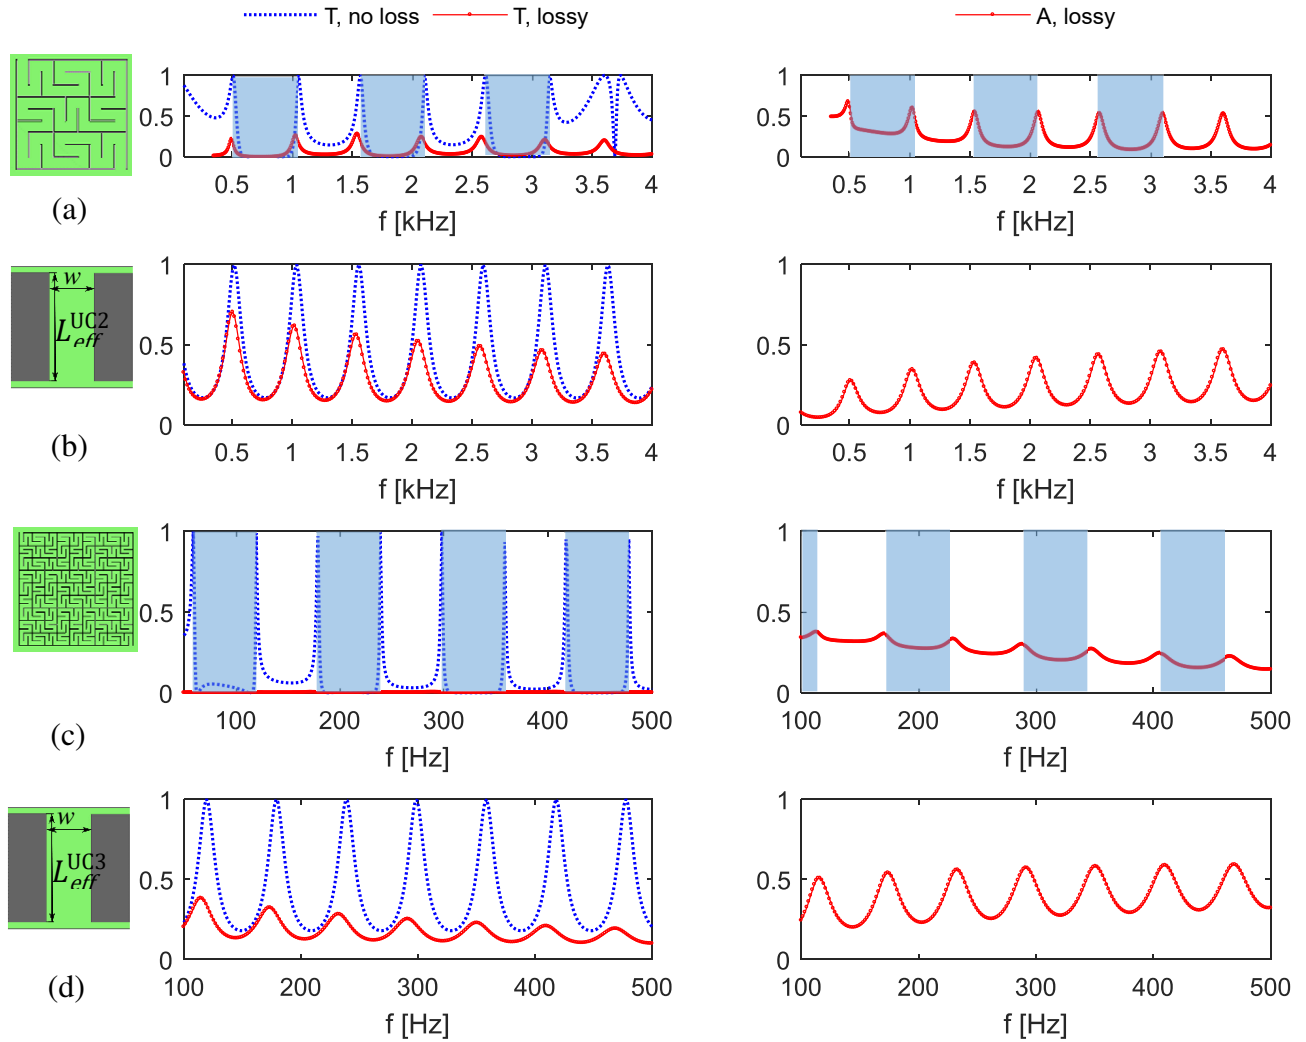 T, no loss T, lossy A, lossy
1 1
0.5 0.5
0 0
0.5 1 1.5 2 2.5 3 3.5 4 0.5 1 1.5 2 2.5 3 3.5 4
f [kHz] f [kHz]
(a)
1 1
w
L_eff^UC2 0.5 0.5
0 0
0.5 1 1.5 2 2.5 3 3.5 4 0.5 1 1.5 2 2.5 3 3.5 4
(b)
f [kHz] f [kHz]
1 1
0.5 0.5
0 0
100 200 300 400 500 100 200 300 400 500
(c)
f [Hz] f [Hz]
1 1
w
L_eff^UC3 0.5 0.5
0 0
100 200 300 400 500 100 200 300 400 500
(d)
f [Hz] f [Hz]